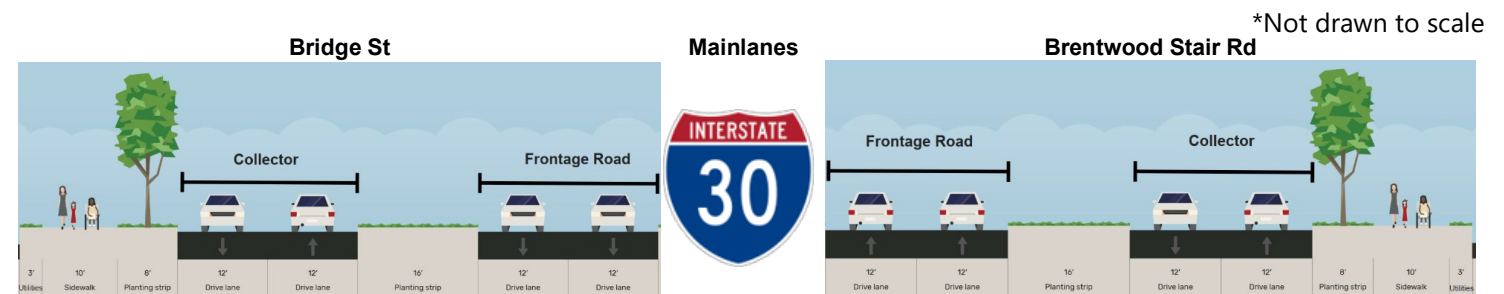 *Not drawn to scale
Bridge St
Mainlanes
Brentwood Stair Rd
Collector
Frontage Road
INTERSTATE
30
Frontage Road
Collector
3' 10' 8' 12' 12' 16' 12' 12'
Utilities Sidewalk Planting strip Drive lane Drive lane Planting strip Drive lane Drive lane
12' 12' 16' 12' 12' 8' 10' 3'
Drive lane Drive lane Planting strip Drive lane Drive lane Planting strip Sidewalk Utilities